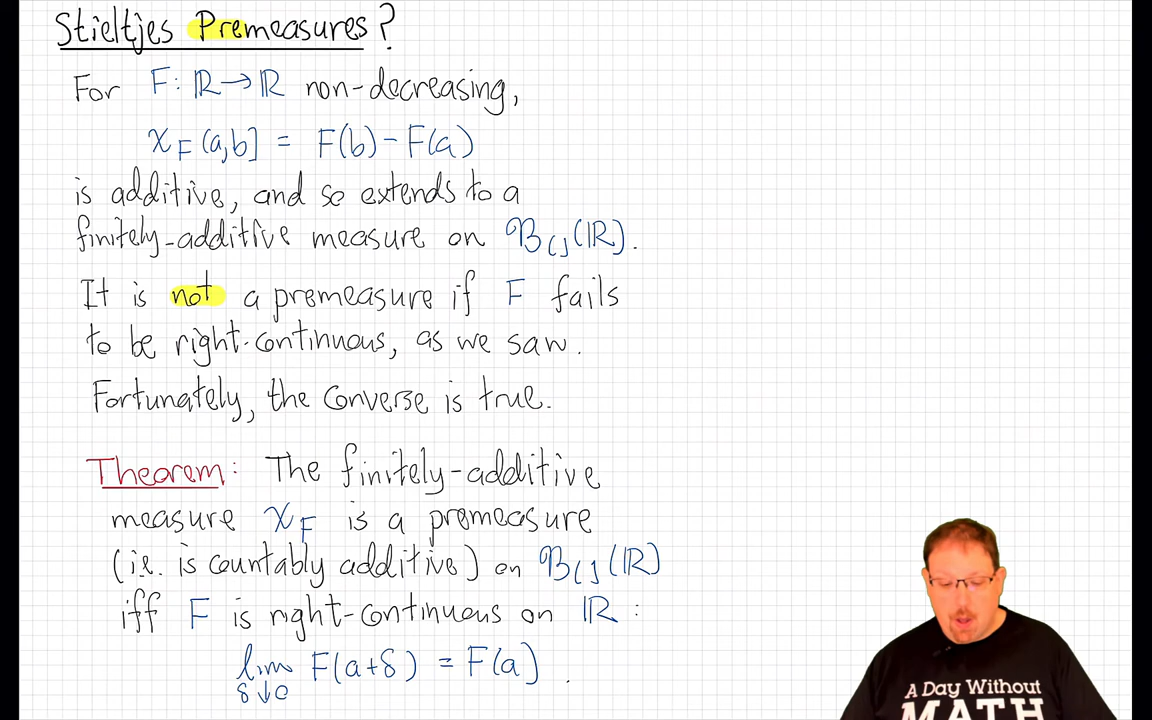 Stieltjes Premeasures?
For F: ℝ→ℝ non-decreasing,
χ_F (a,b] = F(b) - F(a)
is additive, and so extends to a
finitely-additive measure on ℬ_(] (ℝ).
It is not a premeasure if F fails
to be right-continuous, as we saw.
Fortunately, the converse is true.
Theorem: The finitely-additive
measure χ_F is a premeasure
(i.e. is countably additive) on ℬ_(] (ℝ)
iff F is right-continuous on ℝ:
lim_{δ↓0} F(a+δ) = F(a).
A Day Without
MATH